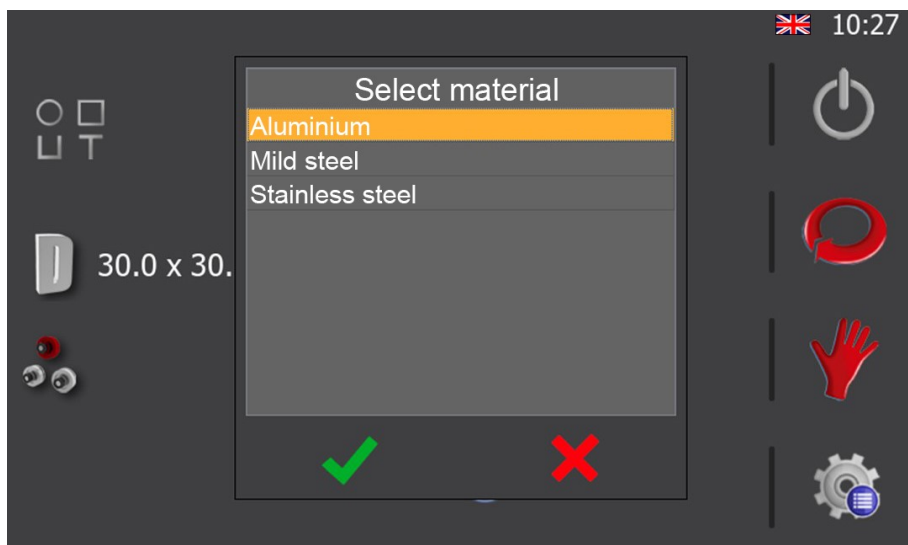 10:27
Select material
Aluminium
Mild steel
Stainless steel
30.0 x 30.